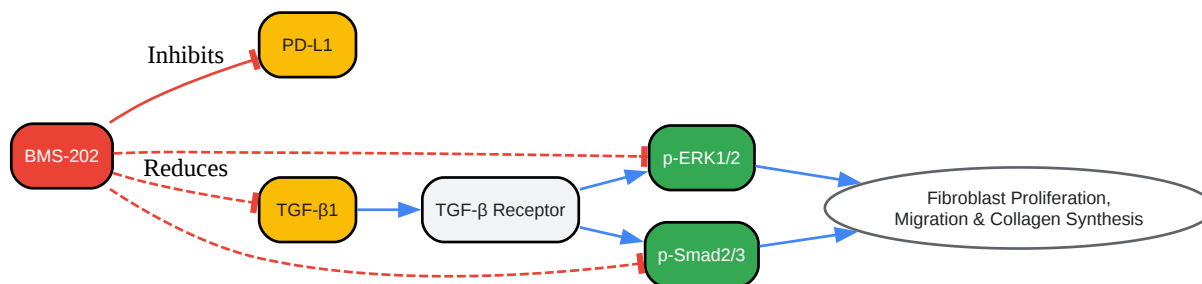 PD-L1
Inhibits
BMS-202
Reduces
p-ERK1/2
TGF-β1
TGF-β Receptor
p-Smad2/3
Fibroblast Proliferation,
Migration & Collagen Synthesis